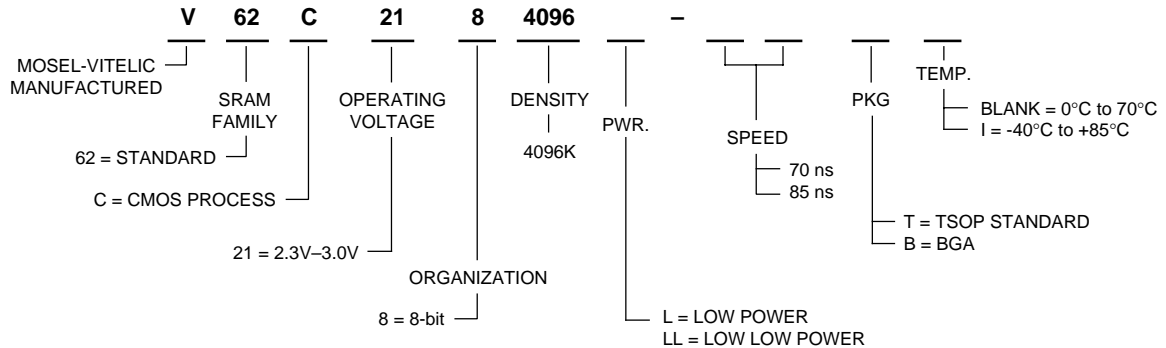 V 62 C 21 8 4096 –
MOSEL-VITELIC
MANUFACTURED
SRAM
FAMILY
62 = STANDARD
C = CMOS PROCESS
OPERATING
VOLTAGE
21 = 2.3V–3.0V
ORGANIZATION
8 = 8-bit
DENSITY
4096K
PWR.
L = LOW POWER
LL = LOW LOW POWER
SPEED
70 ns
85 ns
PKG
T = TSOP STANDARD
B = BGA
TEMP.
BLANK = 0°C to 70°C
I = -40°C to +85°C